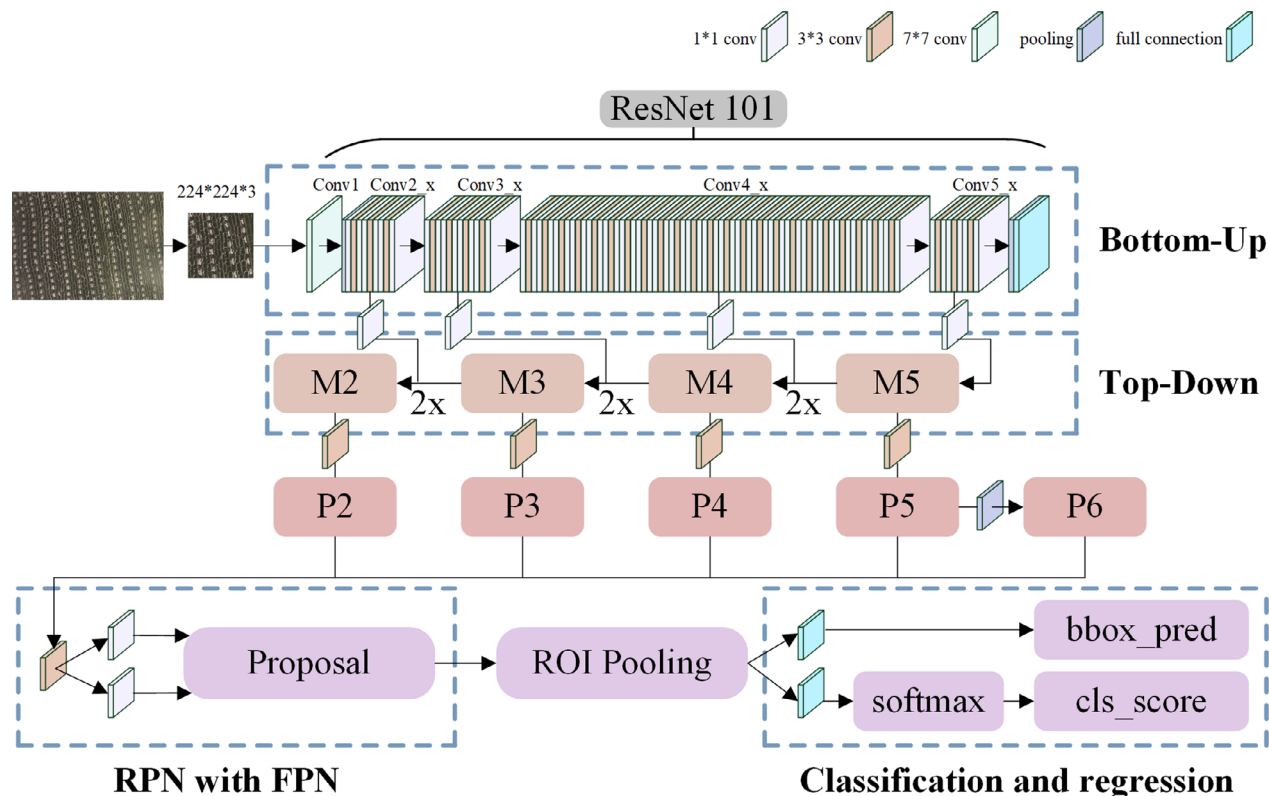 1*1 conv 3*3 conv 7*7 conv pooling full connection
ResNet 101
224*224*3
Conv1 Conv2_x Conv3_x Conv4_x Conv5_x
Bottom-Up
M2 M3 M4 M5
2x 2x 2x
Top-Down
P2 P3 P4 P5 P6
Proposal
ROI Pooling
bbox_pred
softmax
cls_score
RPN with FPN
Classification and regression